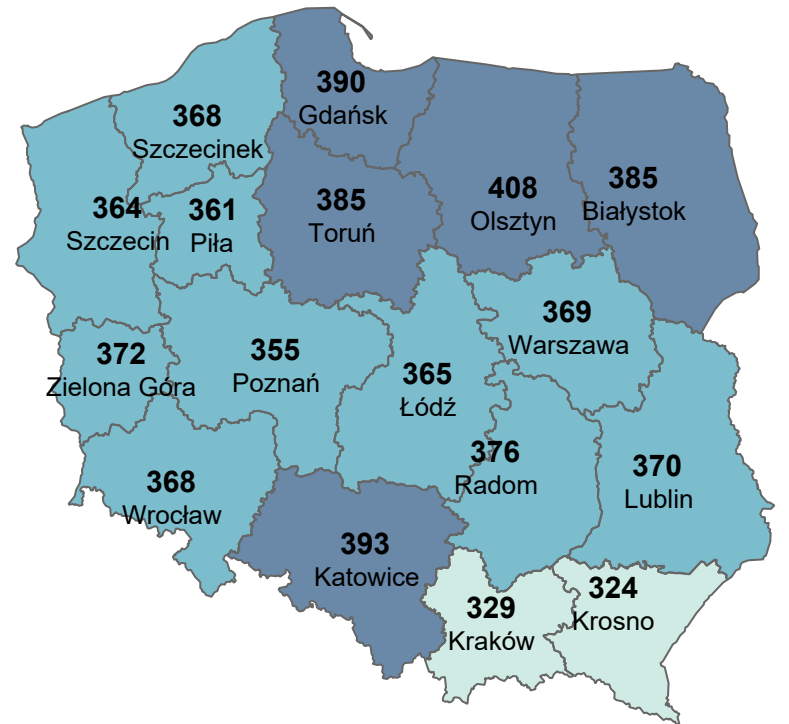 390
Gdańsk
368
Szczecinek
385
Białystok
408
Olsztyn
385
Toruń
364
Szczecin
361
Piła
369
Warszawa
372
Zielona Góra
355
Poznań
365
Łódź
376
Radom
370
Lublin
368
Wrocław
393
Katowice
329
Kraków
324
Krosno